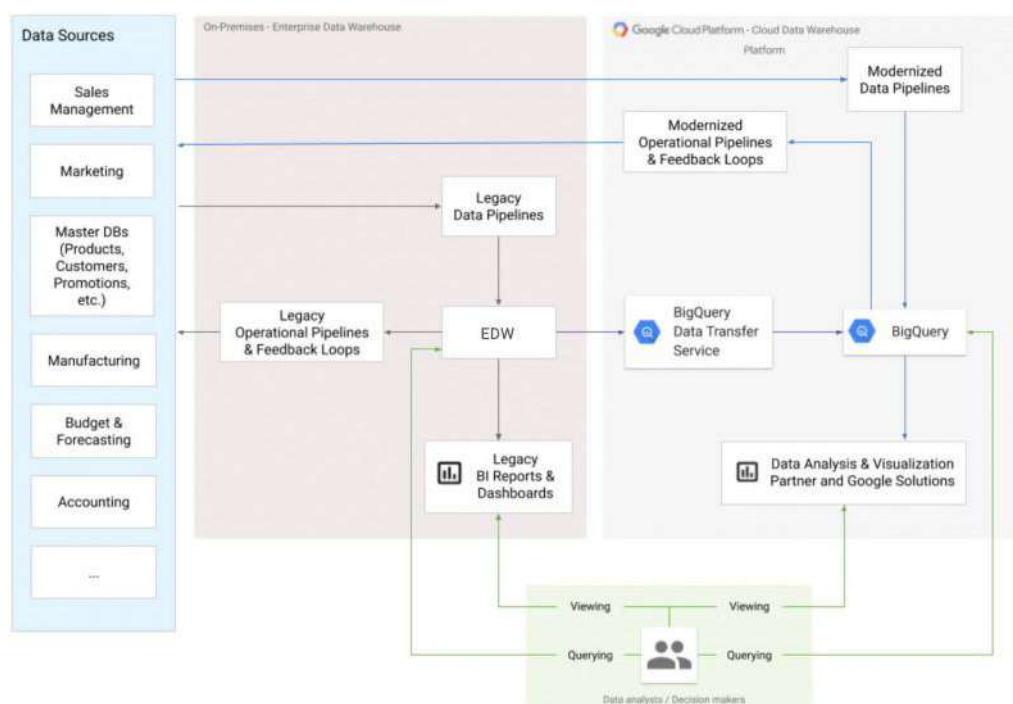 Data Sources
Sales
Management
Marketing
Master DBs
(Products,
Customers,
Promotions,
etc.)
Manufacturing
Budget &
Forecasting
Accounting
...
On-Premises - Enterprise Data Warehouse
Legacy
Data Pipelines
Legacy
Operational Pipelines
& Feedback Loops
EDW
Legacy
BI Reports &
Dashboards
Google Cloud Platform - Cloud Data Warehouse
Platform
Modernized
Data Pipelines
Modernized
Operational Pipelines
& Feedback Loops
BigQuery
Data Transfer
Service
BigQuery
Data Analysis & Visualization
Partner and Google Solutions
Viewing
Viewing
Querying
Querying
Data analysts / Decision makers